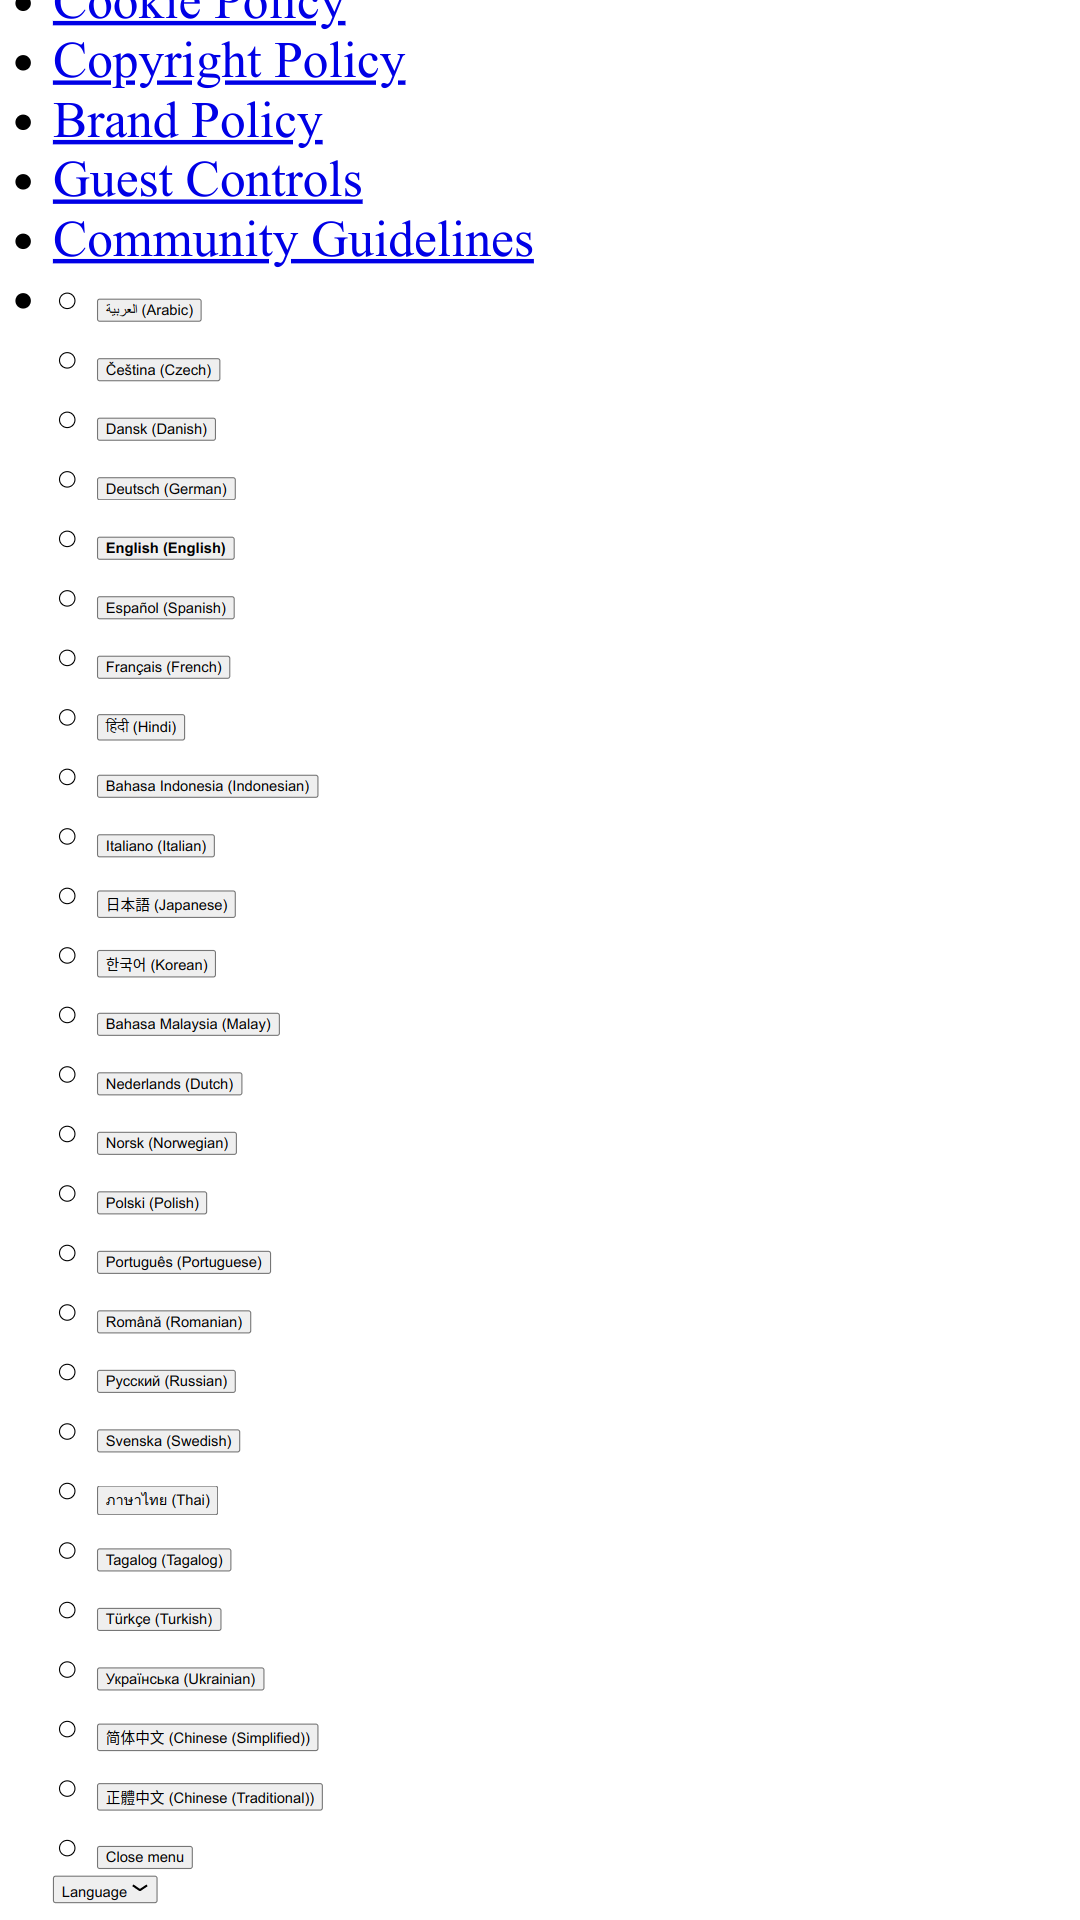 Cookie Policy
Copyright Policy
Brand Policy
Guest Controls
Community Guidelines
العربية (Arabic)
Čeština (Czech)
Dansk (Danish)
Deutsch (German)
English (English)
Español (Spanish)
Français (French)
हिंदी (Hindi)
Bahasa Indonesia (Indonesian)
Italiano (Italian)
日本語 (Japanese)
한국어 (Korean)
Bahasa Malaysia (Malay)
Nederlands (Dutch)
Norsk (Norwegian)
Polski (Polish)
Português (Portuguese)
Română (Romanian)
Русский (Russian)
Svenska (Swedish)
ภาษาไทย (Thai)
Tagalog (Tagalog)
Türkçe (Turkish)
Українська (Ukrainian)
简体中文 (Chinese (Simplified))
正體中文 (Chinese (Traditional))
Close menu
Language